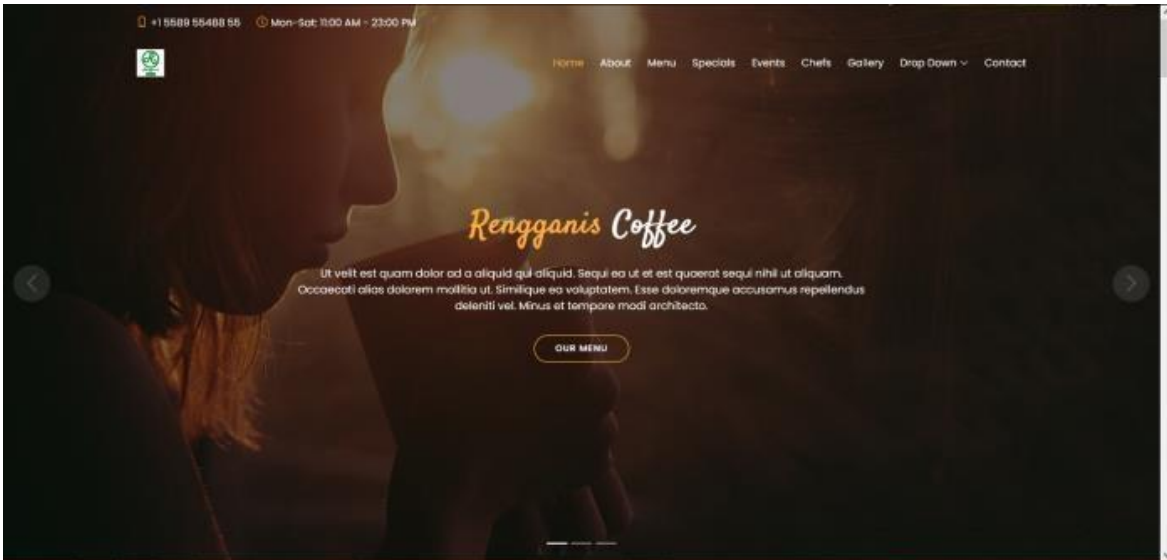 +1 5589 55488 55 Mon-Sat: 11:00 AM - 23:00 PM
Home About Menu Specials Events Chefs Gallery Drop Down Contact
Rengganis Coffee
Ut velit est quam dolor ad a aliquid qui aliquid. Sequi ea ut et est quaerat sequi nihil ut aliquam.
Occaecati alias dolorem mollitia ut. Similique ea voluptatem. Esse doloremque accusamus repellendus
deleniti vel. Minus et tempore modi architecto.
OUR MENU